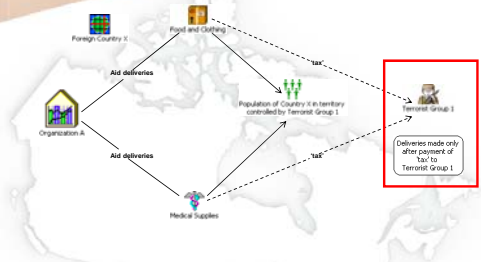 Foreign Country X
Food and Clothing
'tax'
Aid deliveries
Population of Country X in territory
controlled by Terrorist Group 1
Terrorist Group 1
Organization A
Deliveries made only
after payment of
'tax' to
Terrorist Group 1
Aid deliveries
'tax'
Medical Supplies